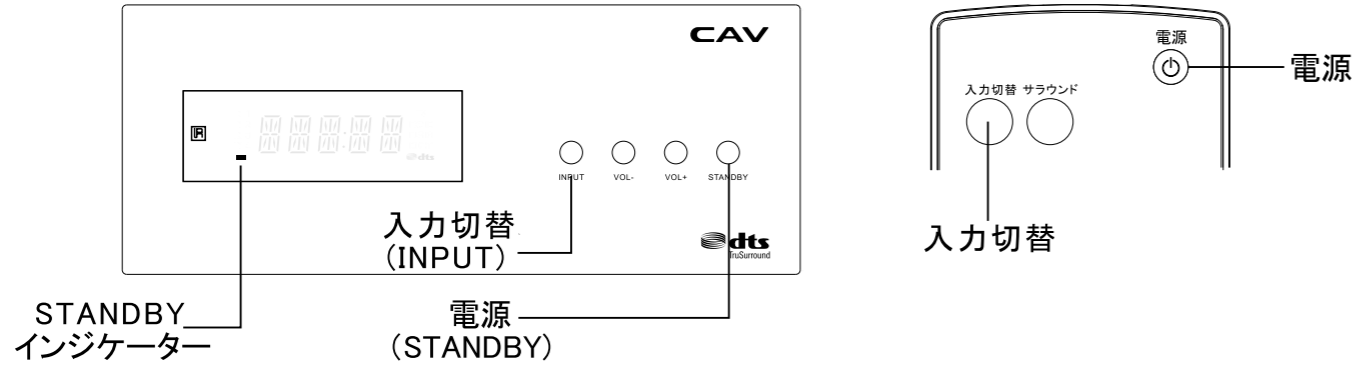 CAV
IR
dts
INPUT VOL- VOL+ STANDBY
入力切替
(INPUT)
dts
TruSurround
STANDBY
インジケーター
電源
(STANDBY)
電源
電源
入力切替 サラウンド
入力切替